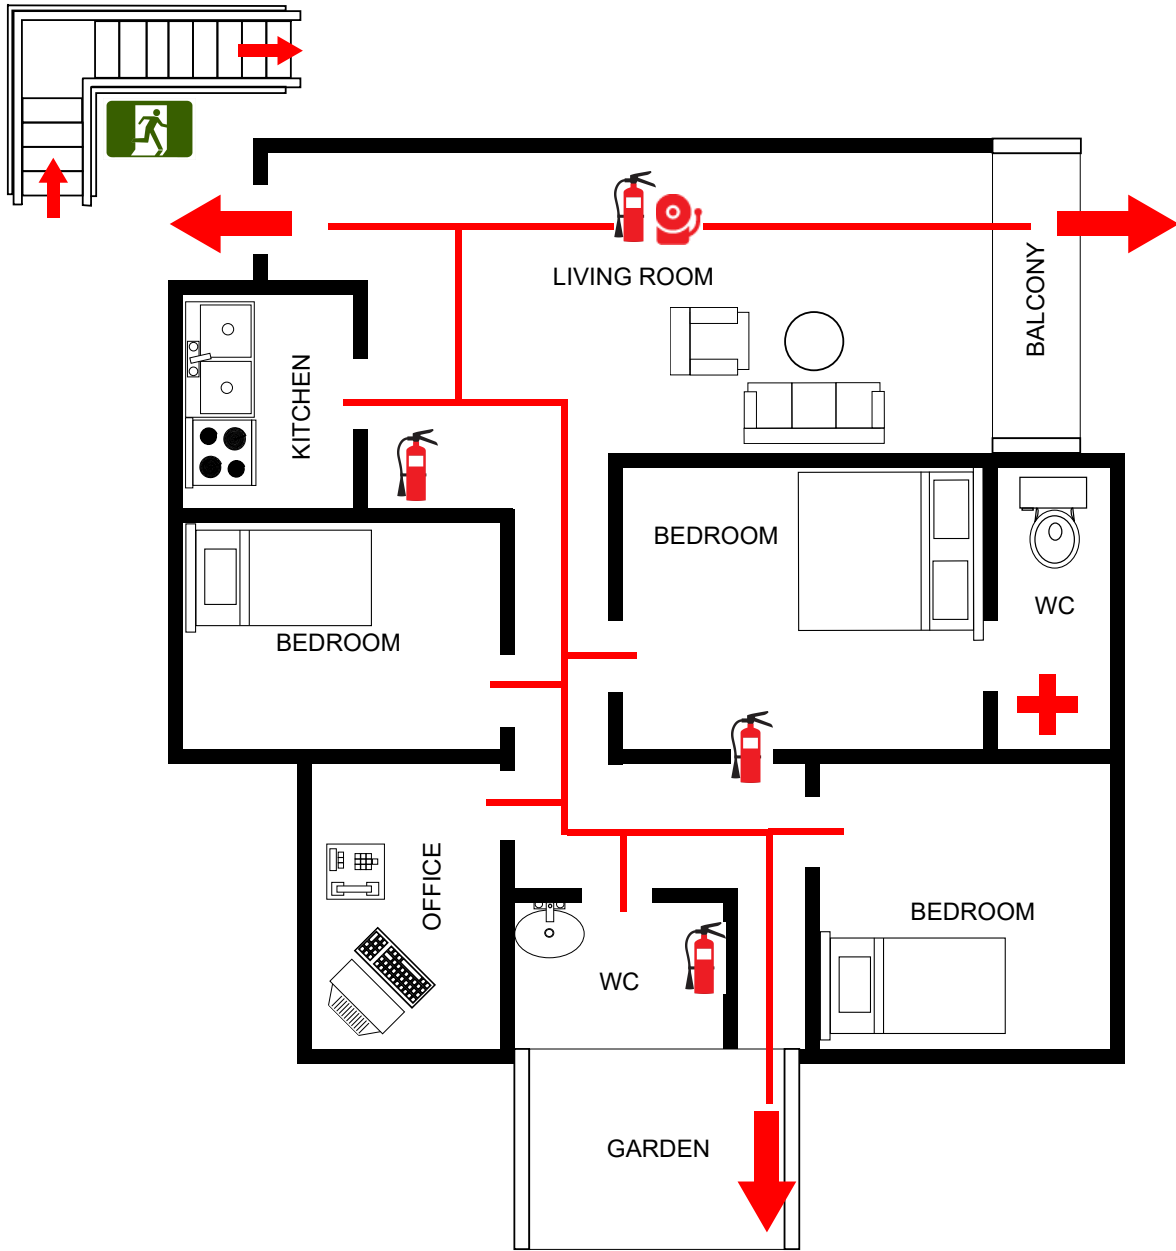 LIVING ROOM
BALCONY
KITCHEN
BEDROOM
BEDROOM
WC
OFFICE
BEDROOM
WC
GARDEN